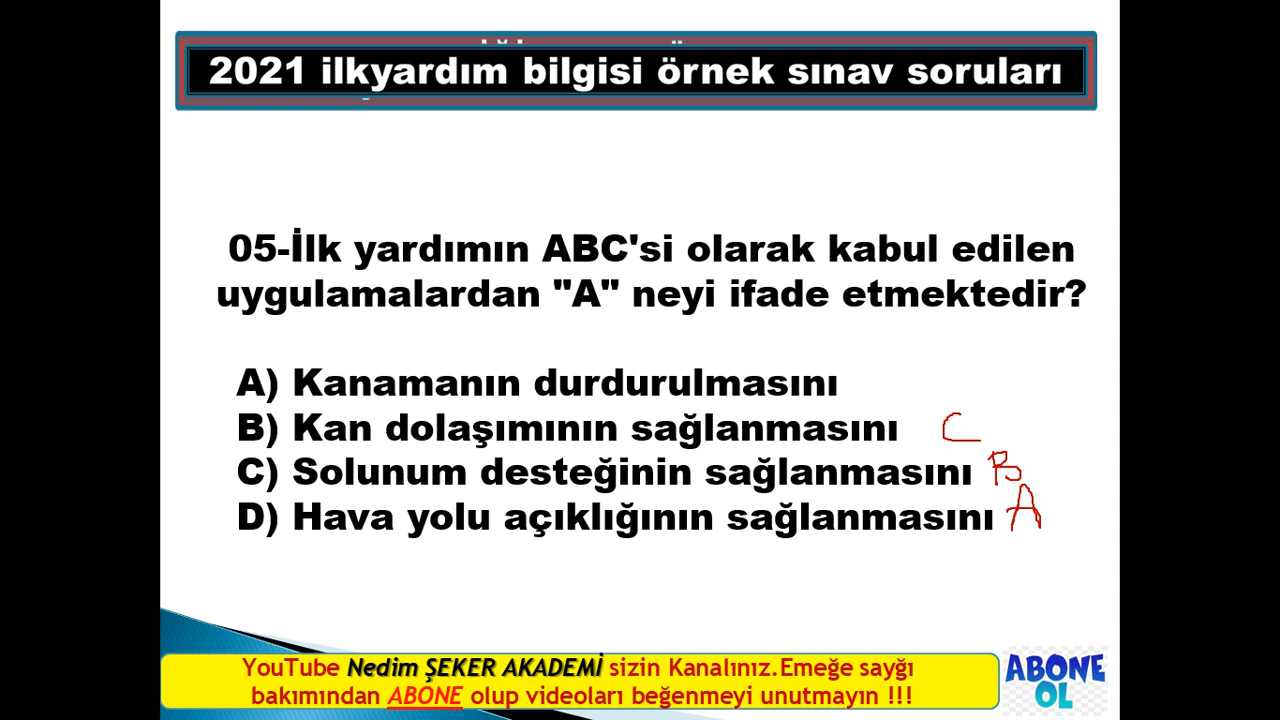 2021 ilkyardım bilgisi örnek sınav soruları
05-İlk yardımın ABC'si olarak kabul edilen
uygulamalardan "A" neyi ifade etmektedir?
A) Kanamanın durdurulmasını
B) Kan dolaşımının sağlanmasını C
C) Solunum desteğinin sağlanmasını B
D) Hava yolu açıklığının sağlanmasını A
YouTube Nedim ŞEKER AKADEMİ sizin Kanalınız.Emeğe sayğı
bakımından ABONE olup videoları beğenmeyi unutmayın !!!
ABONE
OL